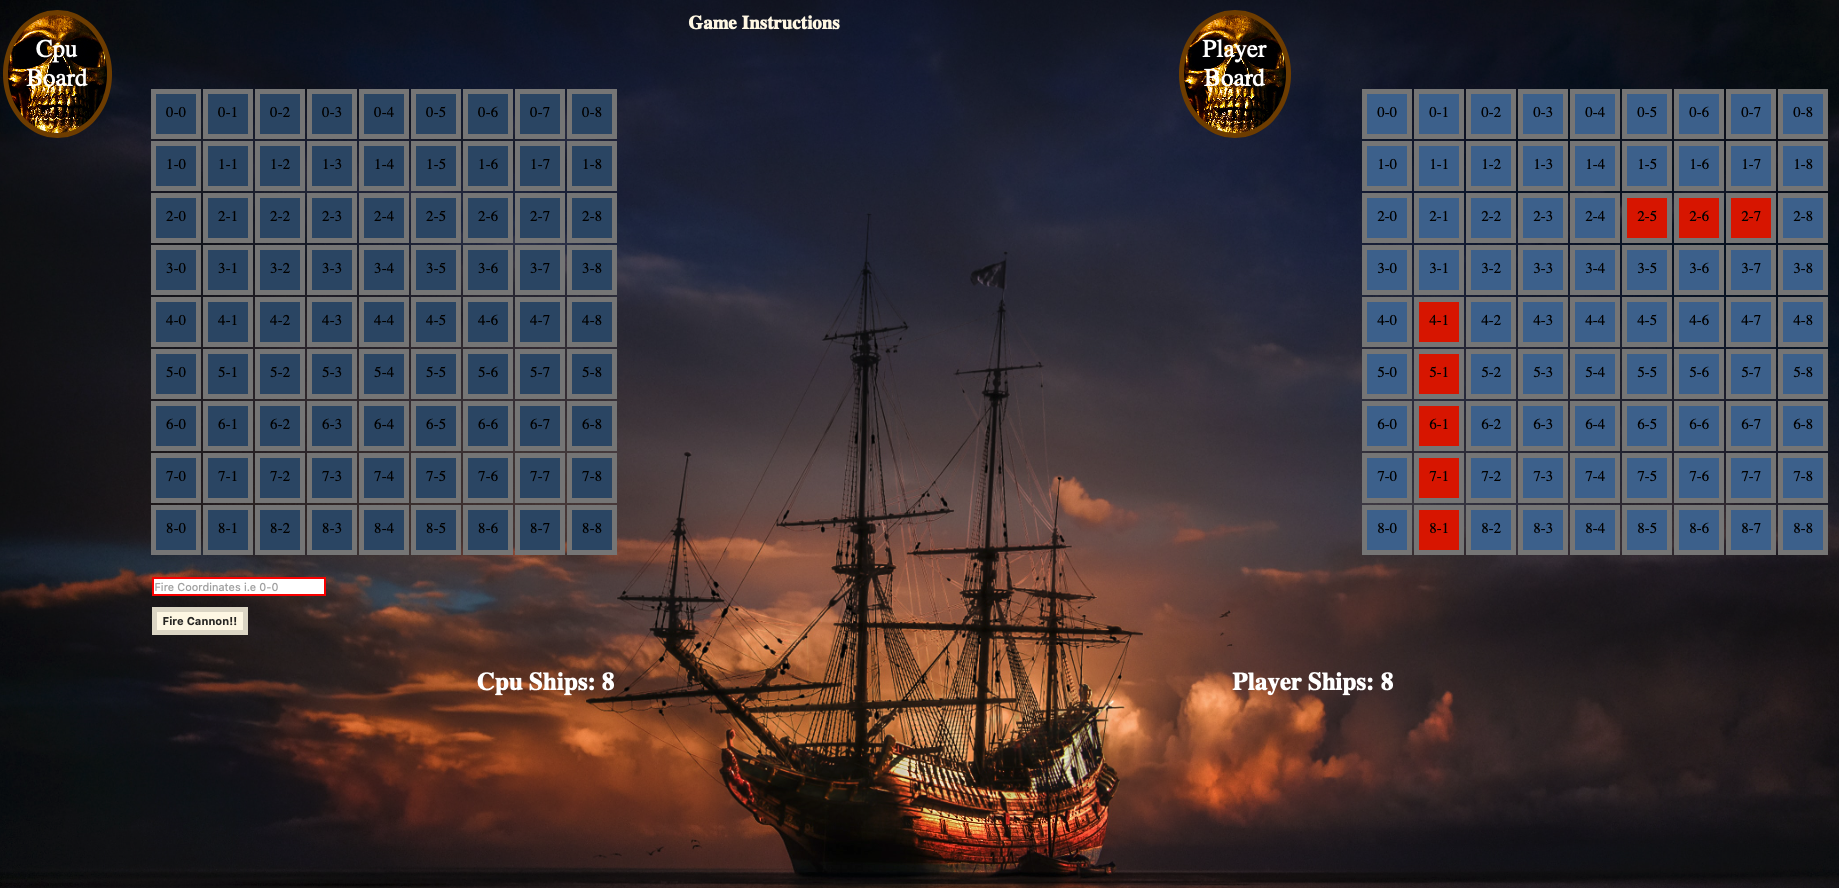 Game Instructions
Cpu
Board
0-0 0-1 0-2 0-3 0-4 0-5 0-6 0-7 0-8
1-0 1-1 1-2 1-3 1-4 1-5 1-6 1-7 1-8
2-0 2-1 2-2 2-3 2-4 2-5 2-6 2-7 2-8
3-0 3-1 3-2 3-3 3-4 3-5 3-6 3-7 3-8
4-0 4-1 4-2 4-3 4-4 4-5 4-6 4-7 4-8
5-0 5-1 5-2 5-3 5-4 5-5 5-6 5-7 5-8
6-0 6-1 6-2 6-3 6-4 6-5 6-6 6-7 6-8
7-0 7-1 7-2 7-3 7-4 7-5 7-6 7-7 7-8
8-0 8-1 8-2 8-3 8-4 8-5 8-6 8-7 8-8
Fire Coordinates i.e 0-0
Fire Cannon!!
Cpu Ships: 8
Player
Board
0-0 0-1 0-2 0-3 0-4 0-5 0-6 0-7 0-8
1-0 1-1 1-2 1-3 1-4 1-5 1-6 1-7 1-8
2-0 2-1 2-2 2-3 2-4 2-5 2-6 2-7 2-8
3-0 3-1 3-2 3-3 3-4 3-5 3-6 3-7 3-8
4-0 4-1 4-2 4-3 4-4 4-5 4-6 4-7 4-8
5-0 5-1 5-2 5-3 5-4 5-5 5-6 5-7 5-8
6-0 6-1 6-2 6-3 6-4 6-5 6-6 6-7 6-8
7-0 7-1 7-2 7-3 7-4 7-5 7-6 7-7 7-8
8-0 8-1 8-2 8-3 8-4 8-5 8-6 8-7 8-8
Player Ships: 8